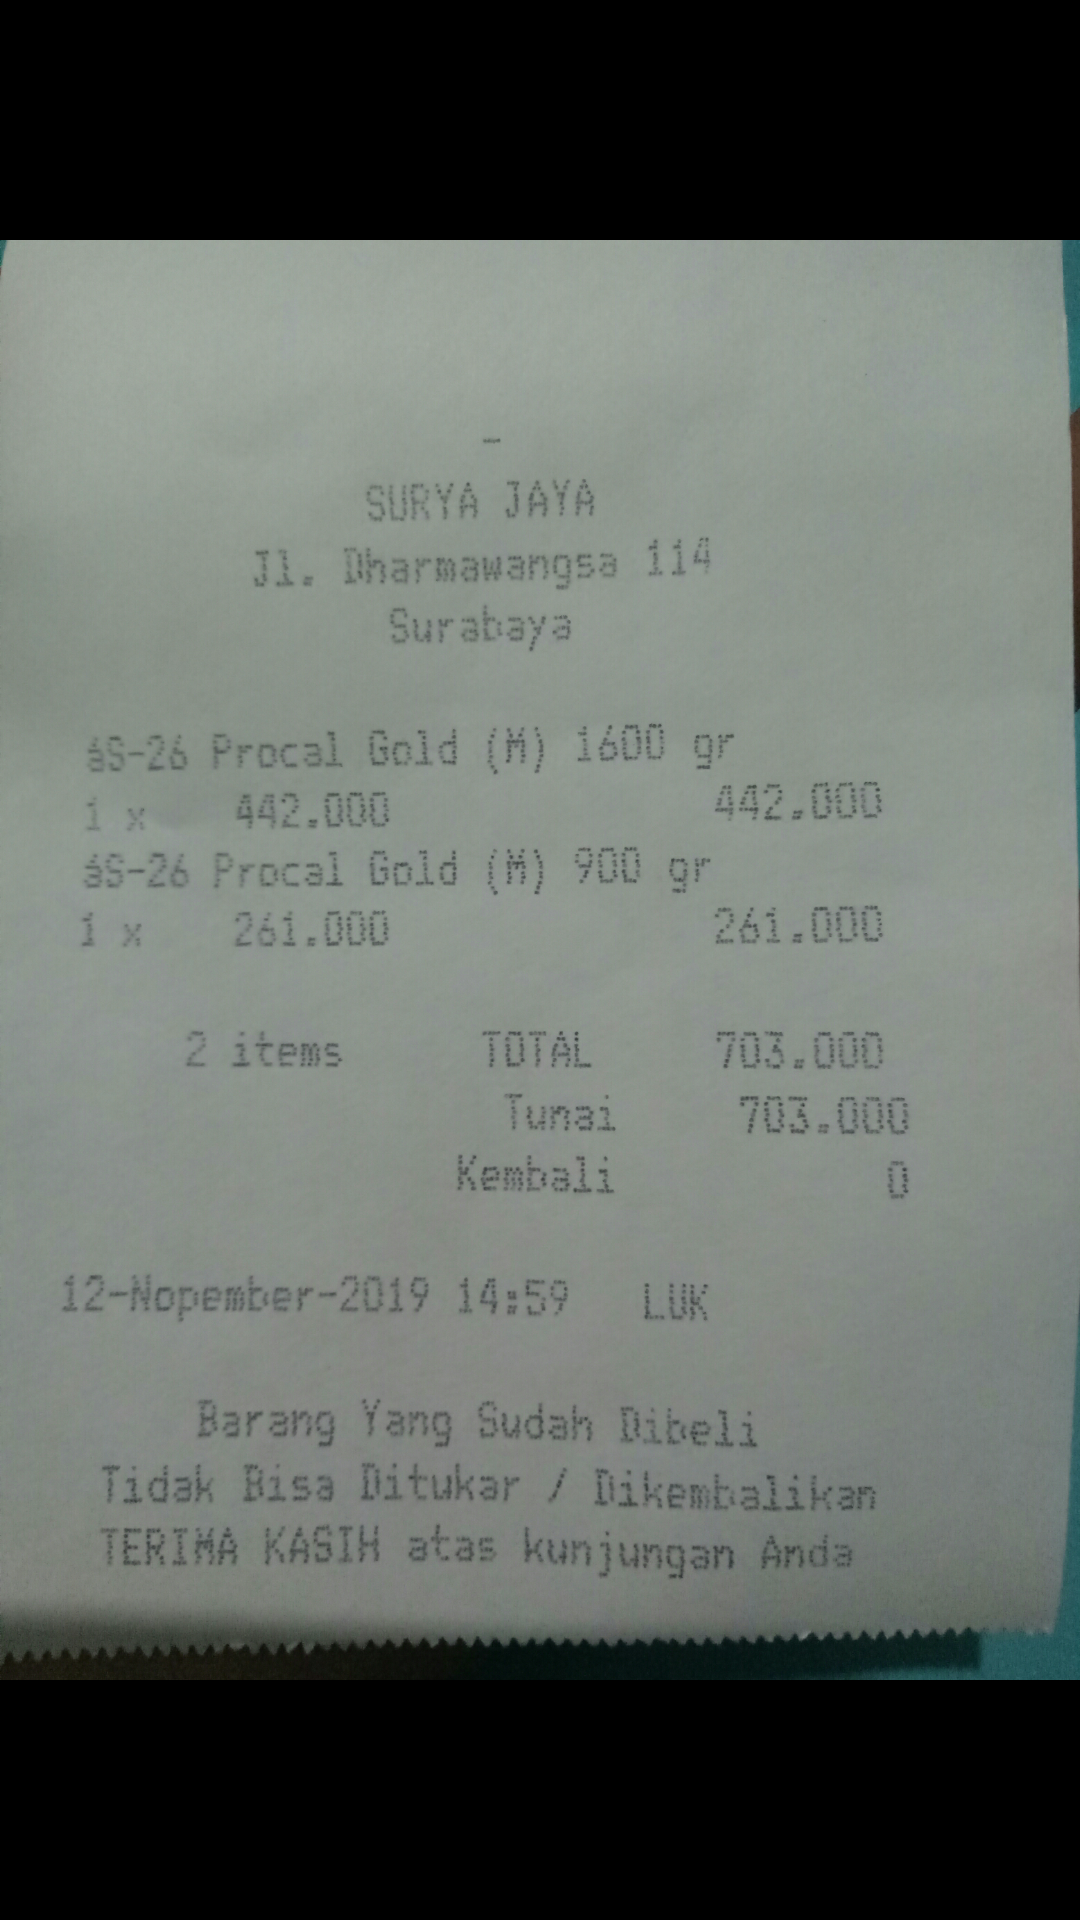 -
SURYA JAYA
Jl. Dharmawangsa 114
Surabaya
áS-26 Procal Gold (M) 1600 gr
1 x 442.000 442.000
áS-26 Procal Gold (M) 900 gr
1 x 261.000 261.000
2 items TOTAL 703.000
Tunai 703.000
Kembali 0
12-Nopember-2019 14:59 LUK
Barang Yang Sudah Dibeli
Tidak Bisa Ditukar / Dikembalikan
TERIMA KASIH atas kunjungan Anda